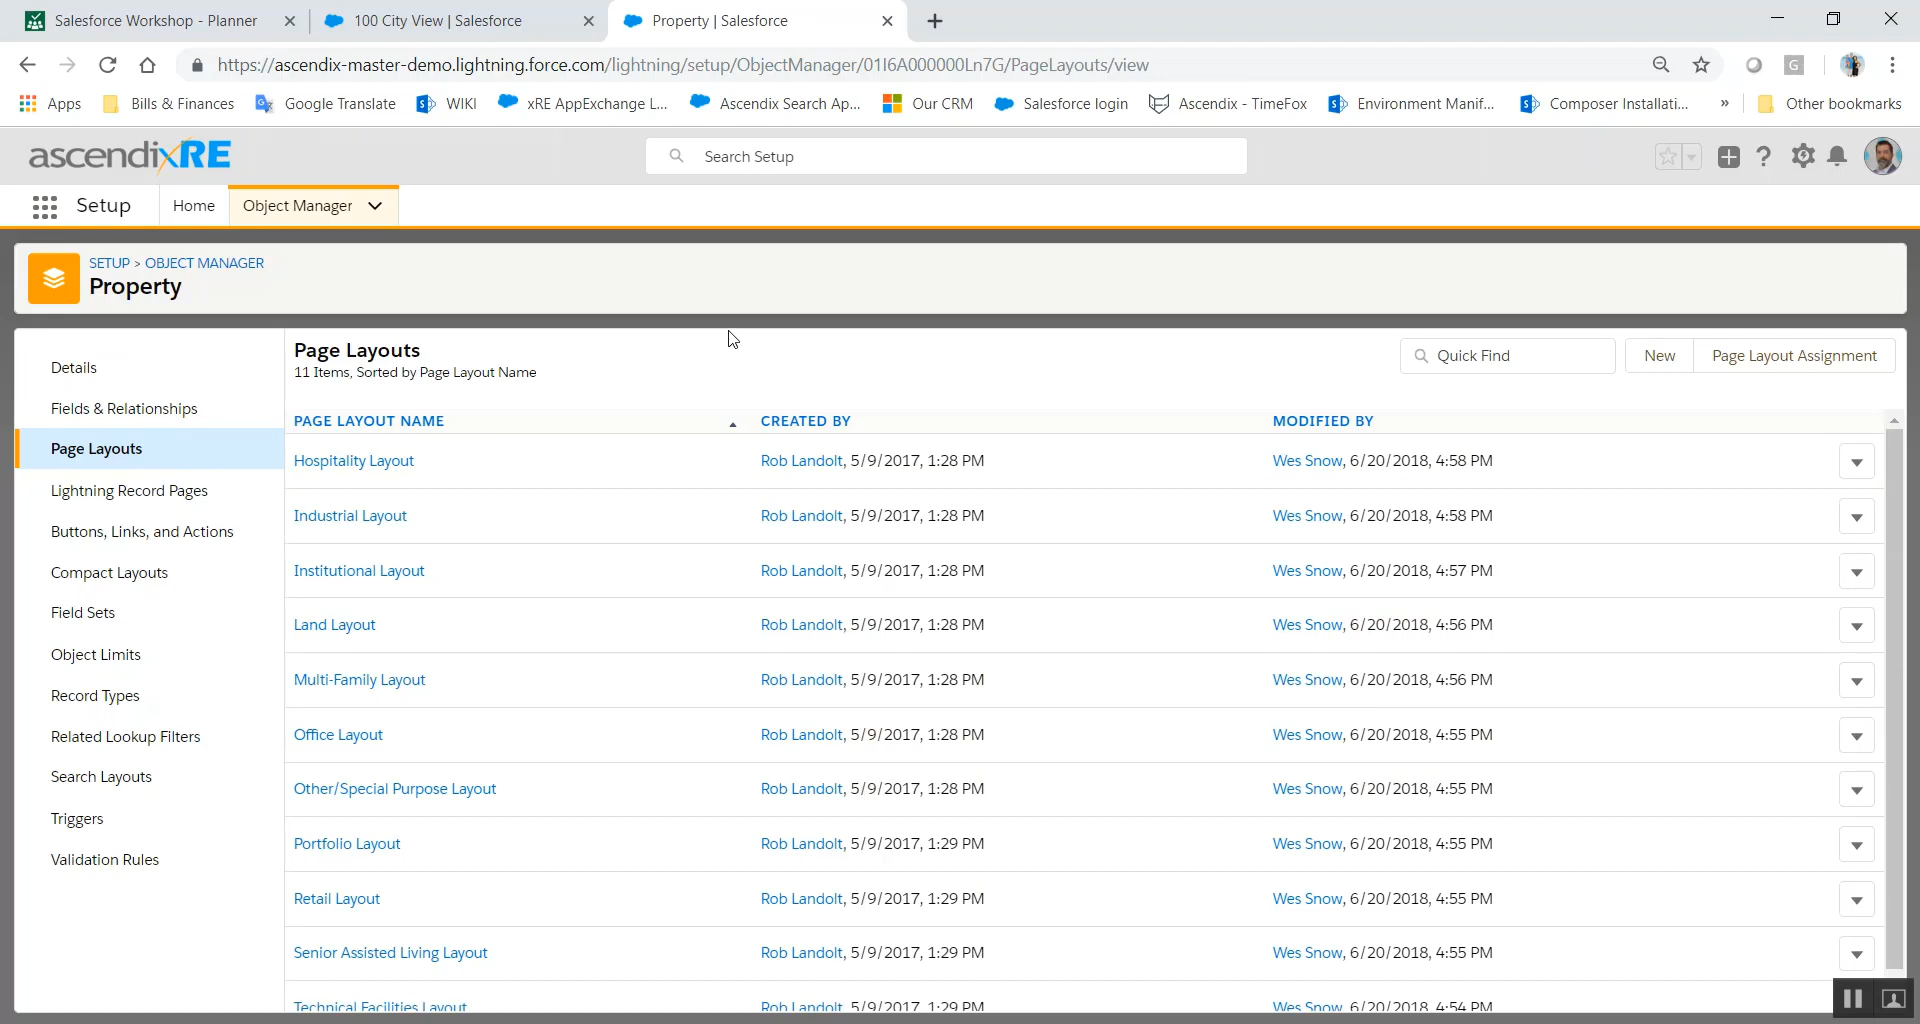 Salesforce Workshop - Planner
100 City View | Salesforce
Property | Salesforce
https://ascendix-master-demo.lightning.force.com/lightning/setup/ObjectManager/01I6A000000Ln7G/PageLayouts/view
G
Apps
Bills & Finances
Google Translate
WIKI
xRE AppExchange L...
Ascendix Search Ap...
Our CRM
Salesforce login
Ascendix - TimeFox
Environment Manif...
Composer Installati...
»
Other bookmarks
ascendixRE
Search Setup
Setup
Home
Object Manager
SETUP > OBJECT MANAGER
Property
Details
Fields & Relationships
Page Layouts
Lightning Record Pages
Buttons, Links, and Actions
Compact Layouts
Field Sets
Object Limits
Record Types
Related Lookup Filters
Search Layouts
Triggers
Validation Rules
Page Layouts
11 Items, Sorted by Page Layout Name
Quick Find
New
Page Layout Assignment
PAGE LAYOUT NAME CREATED BY MODIFIED BY
Hospitality Layout Rob Landolt, 5/9/2017, 1:28 PM Wes Snow, 6/20/2018, 4:58 PM
Industrial Layout Rob Landolt, 5/9/2017, 1:28 PM Wes Snow, 6/20/2018, 4:58 PM
Institutional Layout Rob Landolt, 5/9/2017, 1:28 PM Wes Snow, 6/20/2018, 4:57 PM
Land Layout Rob Landolt, 5/9/2017, 1:28 PM Wes Snow, 6/20/2018, 4:56 PM
Multi-Family Layout Rob Landolt, 5/9/2017, 1:28 PM Wes Snow, 6/20/2018, 4:56 PM
Office Layout Rob Landolt, 5/9/2017, 1:28 PM Wes Snow, 6/20/2018, 4:55 PM
Other/Special Purpose Layout Rob Landolt, 5/9/2017, 1:28 PM Wes Snow, 6/20/2018, 4:55 PM
Portfolio Layout Rob Landolt, 5/9/2017, 1:29 PM Wes Snow, 6/20/2018, 4:55 PM
Retail Layout Rob Landolt, 5/9/2017, 1:29 PM Wes Snow, 6/20/2018, 4:55 PM
Senior Assisted Living Layout Rob Landolt, 5/9/2017, 1:29 PM Wes Snow, 6/20/2018, 4:55 PM
Technical Facilities Layout Rob Landolt, 5/9/2017, 1:29 PM Wes Snow, 6/20/2018, 4:54 PM